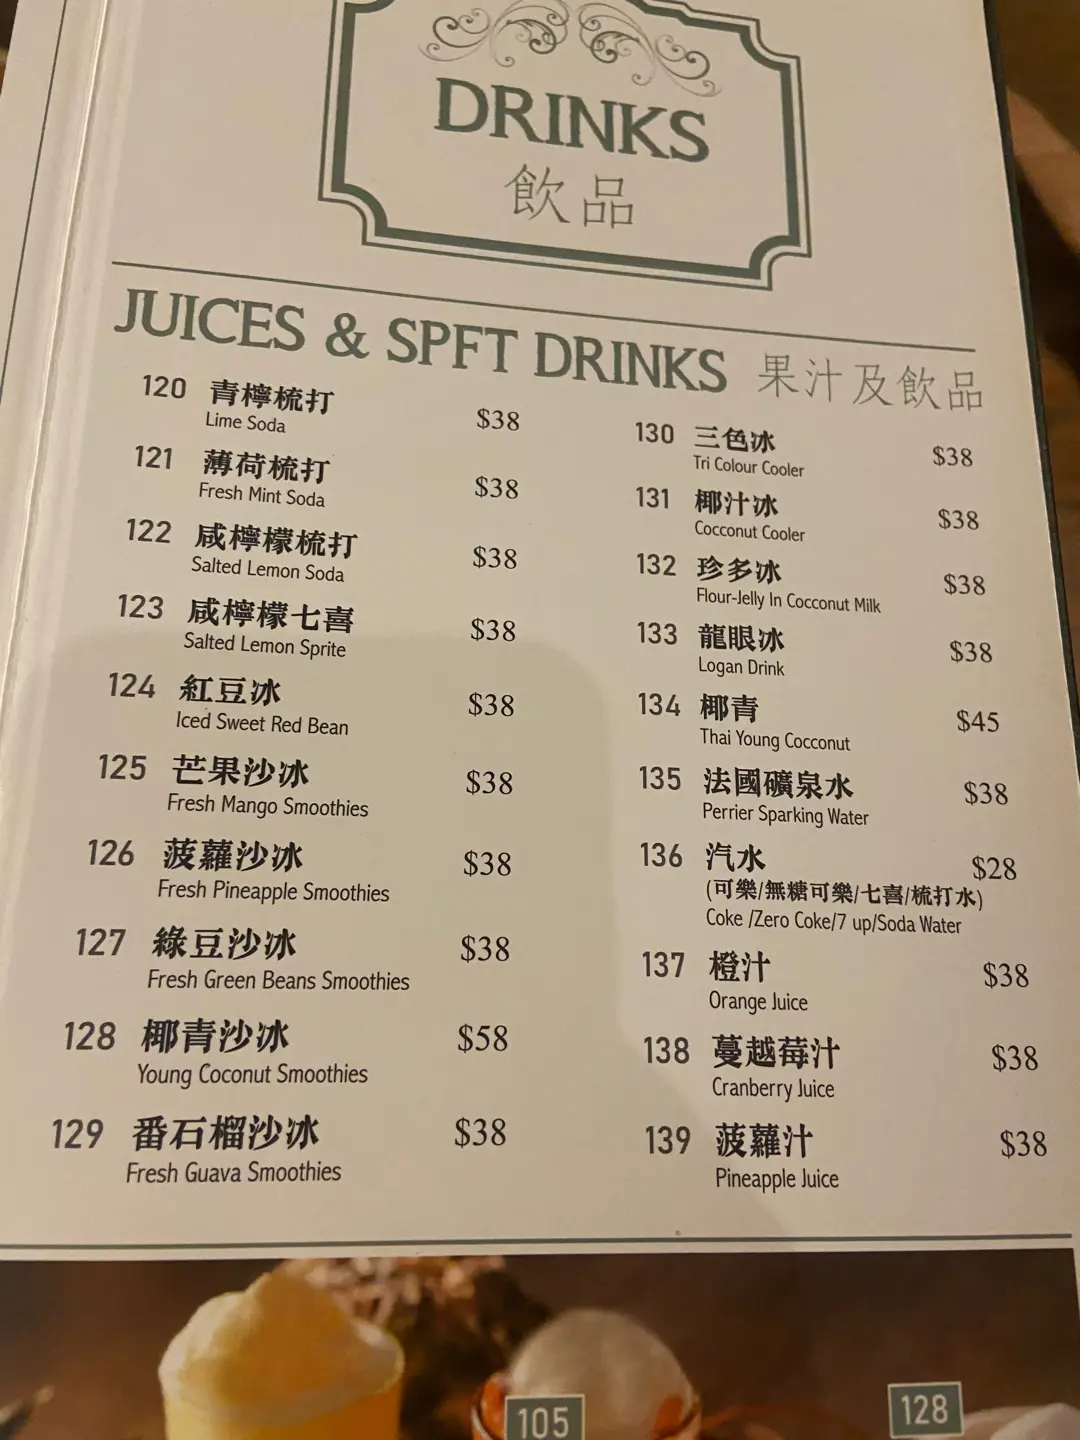 DRINKS
飲品
JUICES & SPFT DRINKS 果汁及飲品
120 青檸梳打 $38
Lime Soda
121 薄荷梳打 $38
Fresh Mint Soda
122 咸檸檬梳打 $38
Salted Lemon Soda
123 咸檸檬七喜 $38
Salted Lemon Sprite
124 紅豆冰 $38
Iced Sweet Red Bean
125 芒果沙冰 $38
Fresh Mango Smoothies
126 菠蘿沙冰 $38
Fresh Pineapple Smoothies
127 綠豆沙冰 $38
Fresh Green Beans Smoothies
128 椰青沙冰 $58
Young Coconut Smoothies
129 番石榴沙冰 $38
Fresh Guava Smoothies
130 三色冰 $38
Tri Colour Cooler
131 椰汁冰 $38
Cocconut Cooler
132 珍多冰 $38
Flour-Jelly In Cocconut Milk
133 龍眼冰 $38
Logan Drink
134 椰青 $45
Thai Young Cocconut
135 法國礦泉水 $38
Perrier Sparking Water
136 汽水 $28
(可樂/無糖可樂/七喜/梳打水)
Coke /Zero Coke/7 up/Soda Water
137 橙汁 $38
Orange Juice
138 蔓越莓汁 $38
Cranberry Juice
139 菠蘿汁 $38
Pineapple Juice
105
128